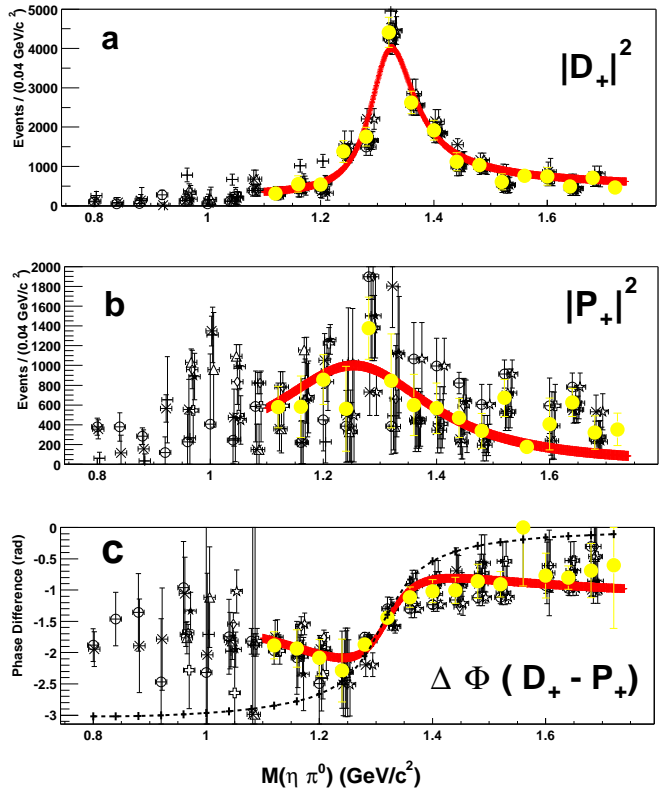 a
|D₊|²
Events / (0.04 GeV/c²)
5000
4000
3000
2000
1000
0
0.8 1 1.2 1.4 1.6
b
|P₊|²
Events / (0.04 GeV/c²)
2000
1800
1600
1400
1200
1000
800
600
400
200
0
0.8 1 1.2 1.4 1.6
c
Δ Φ ( D₊ - P₊)
Phase Difference (rad)
0
-0.5
-1
-1.5
-2
-2.5
-3
0.8 1 1.2 1.4 1.6
M(η π⁰) (GeV/c²)